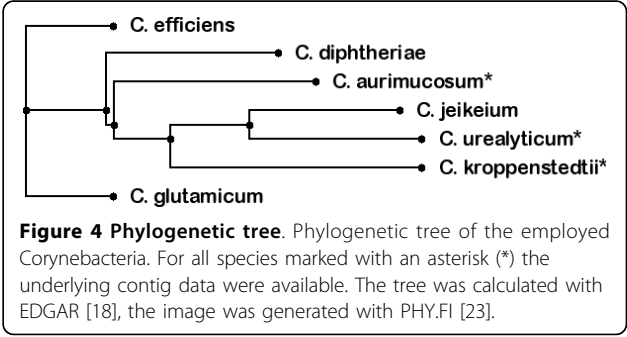 C. efficiens
C. diphtheriae
C. aurimucosum*
C. jeikeium
C. urealyticum*
C. kroppenstedtii*
C. glutamicum
Figure 4 Phylogenetic tree. Phylogenetic tree of the employed
Corynebacteria. For all species marked with an asterisk (*) the
underlying contig data were available. The tree was calculated with
EDGAR [18], the image was generated with PHY.FI [23].